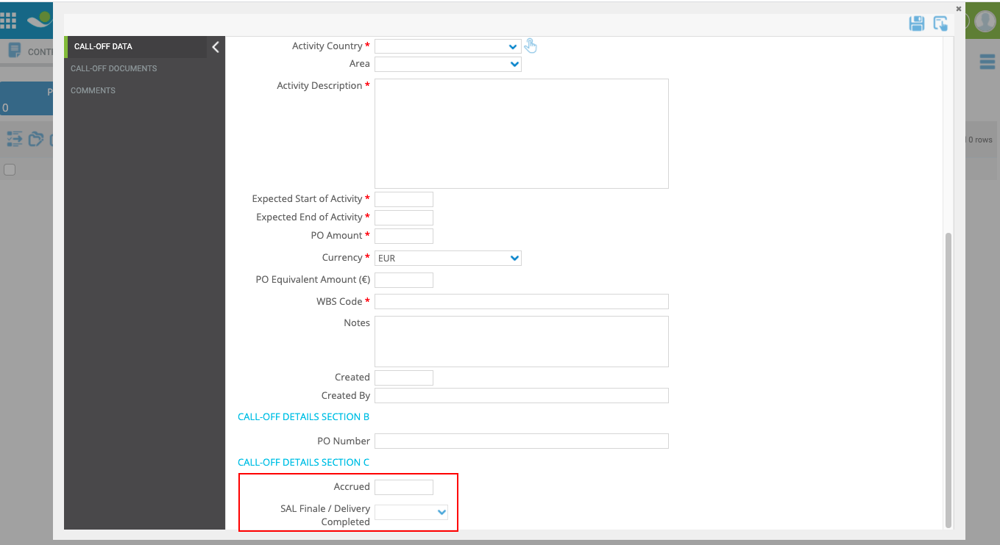 CONTE
P
0
0 rows
CALL-OFF DATA
CALL-OFF DOCUMENTS
COMMENTS
Activity Country *
Area
Activity Description *
Expected Start of Activity *
Expected End of Activity *
PO Amount *
Currency * EUR
PO Equivalent Amount (€)
WBS Code *
Notes
Created
Created By
CALL-OFF DETAILS SECTION B
PO Number
CALL-OFF DETAILS SECTION C
Accrued
SAL Finale / Delivery
Completed